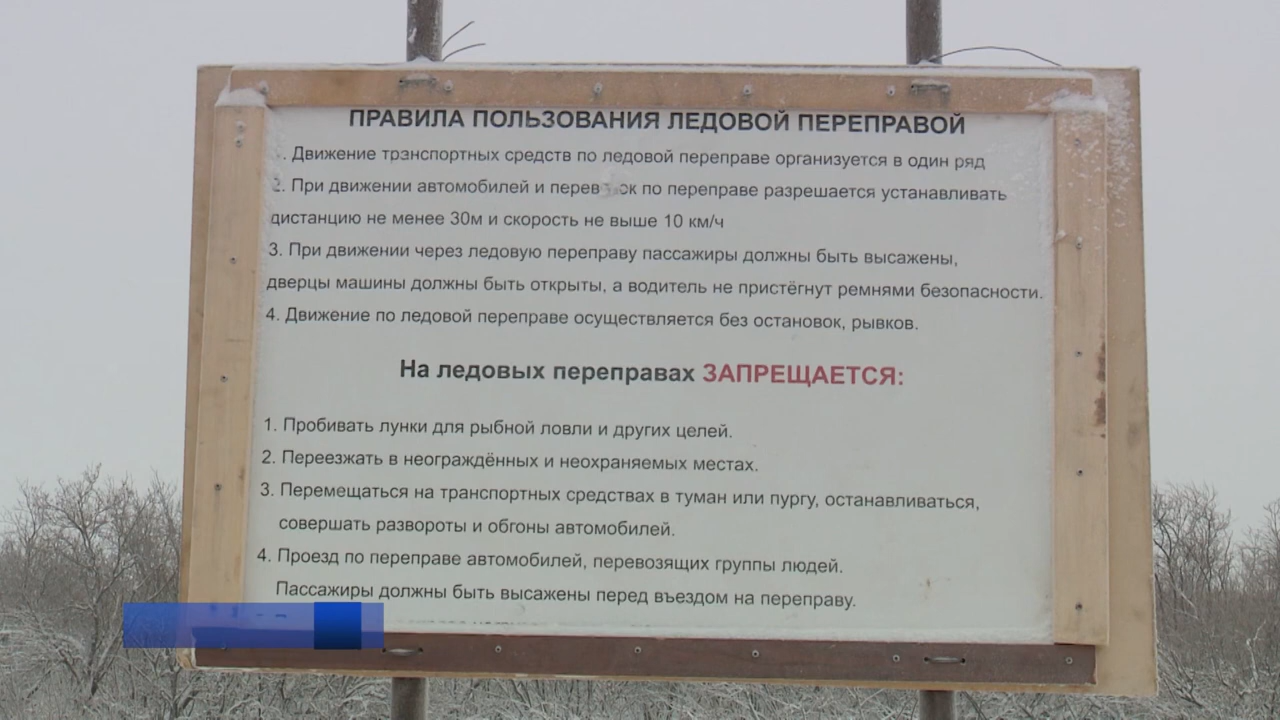 ПРАВИЛА ПОЛЬЗОВАНИЯ ЛЕДОВОЙ ПЕРЕПРАВОЙ
. Движение транспортных средств по ледовой переправе организуется в один ряд
2. При движении автомобилей и по переправе разрешается устанавливать
дистанцию не менее 30м и скорость не выше 10 км/ч
3. При движении через ледовую переправу пассажиры должны быть высажены,
дверцы машины должны быть открыты, а водитель не пристёгнут ремнями безопасности.
4. Движение по ледовой переправе осуществляется без остановок, рывков.
На ледовых переправах ЗАПРЕЩАЕТСЯ:
1. Пробивать лунки для рыбной ловли и других целей.
2. Переезжать в неограждённых и неохраняемых местах.
3. Перемещаться на транспортных средствах в туман или пургу, останавливаться,
совершать развороты и обгоны автомобилей.
4. Проезд по переправе автомобилей, перевозящих группы людей.
Пассажиры должны быть высажены перед въездом на переправу.